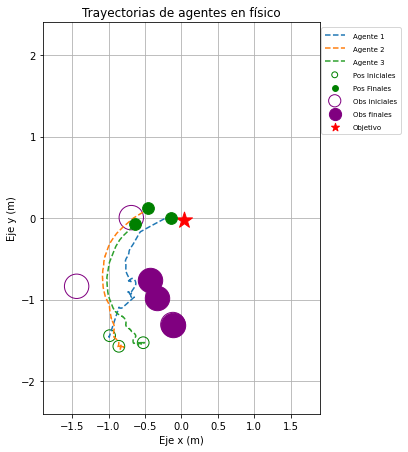 Trayectorias de agentes en físico
Agente 1
Agente 2
Agente 3
Pos Iniciales
Pos Finales
Obs Iniciales
Obs finales
Objetivo
Eje y (m)
2
1
0
−1
−2
−1.5
−1.0
−0.5
0.0
0.5
1.0
1.5
Eje x (m)